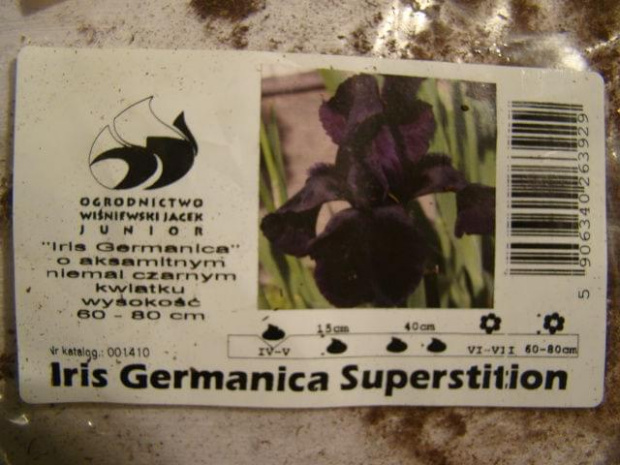 OGRODNICTWO
WIŚNIEWSKI JACEK
JUNIOR
"Iris Germanica"
o aksamitnym
niemal czarnym
kwiatku
wysokość
60 - 80 cm
nr katalog.: 001410
15cm 40cm
IV-V VI-VII 60-80cm
Iris Germanica Superstition
5 906340 263929